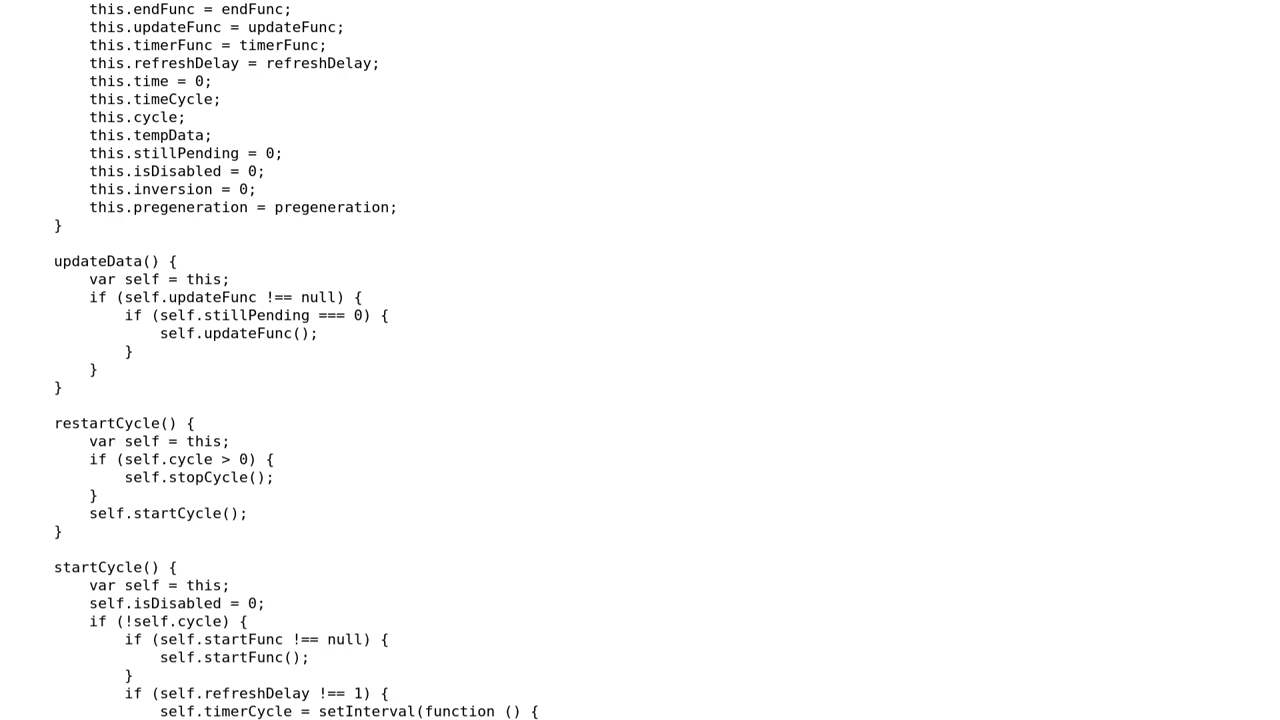 this.endFunc = endFunc;
this.updateFunc = updateFunc;
this.timerFunc = timerFunc;
this.refreshDelay = refreshDelay;
this.time = 0;
this.timeCycle;
this.cycle;
this.tempData;
this.stillPending = 0;
this.isDisabled = 0;
this.inversion = 0;
this.pregeneration = pregeneration;
}
updateData() {
var self = this;
if (self.updateFunc !== null) {
if (self.stillPending === 0) {
self.updateFunc();
}
}
}
restartCycle() {
var self = this;
if (self.cycle > 0) {
self.stopCycle();
}
self.startCycle();
}
startCycle() {
var self = this;
self.isDisabled = 0;
if (!self.cycle) {
if (self.startFunc !== null) {
self.startFunc();
}
if (self.refreshDelay !== 1) {
self.timerCycle = setInterval(function () {